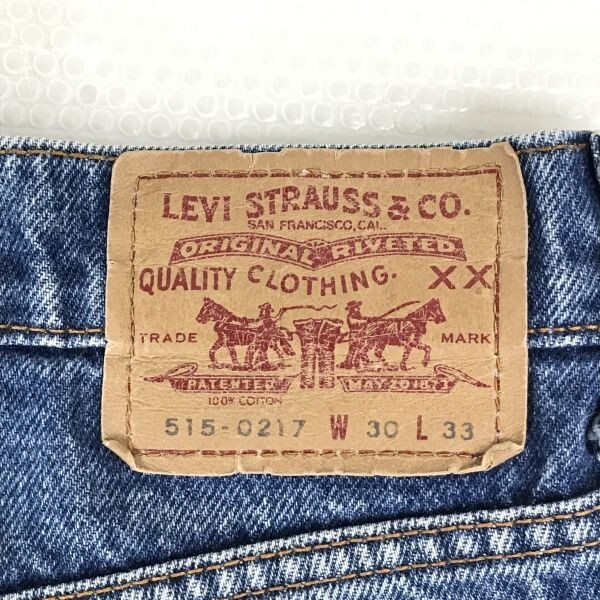 LEVI STRAUSS & CO.
SAN FRANCISCO, CAL.
ORIGINAL RIVETED
QUALITY CLOTHING. XX
TRADE MARK
PATENTED MAY 20 1873
100% COTTON
515-0217 W 30 L 33